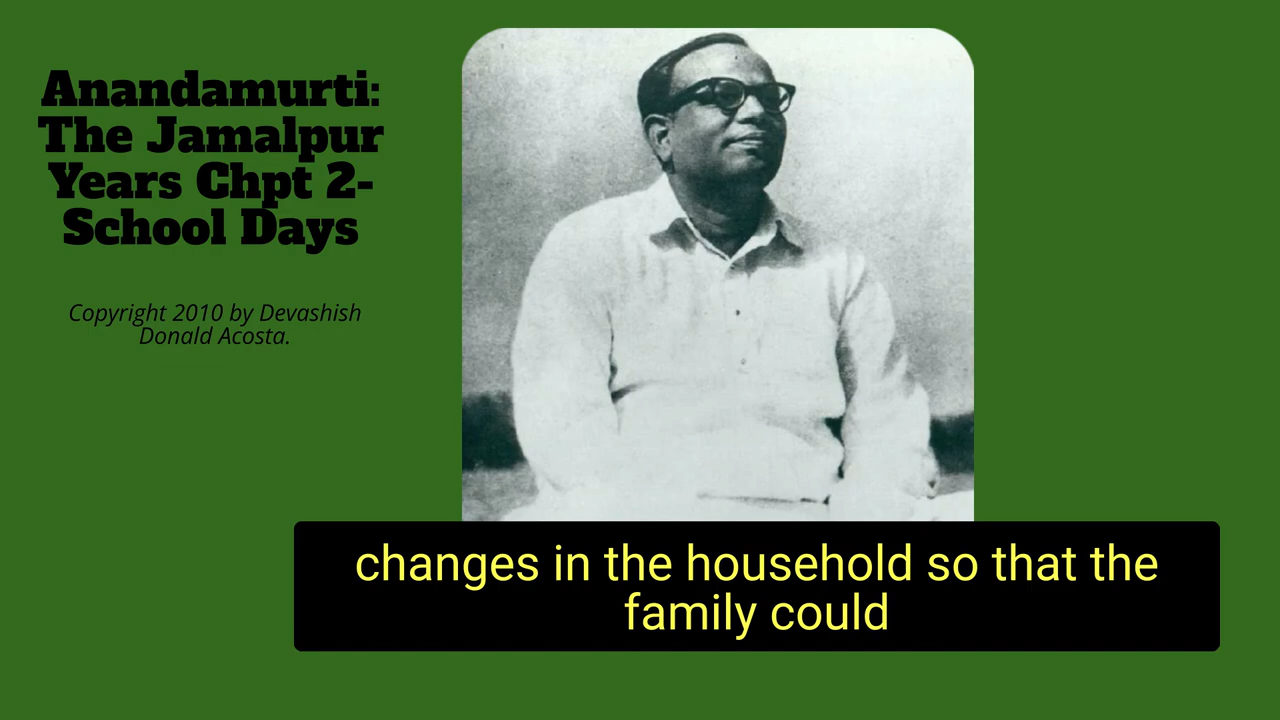 Anandamurti:
The Jamalpur
Years Chpt 2-
School Days
Copyright 2010 by Devashish
Donald Acosta.
changes in the household so that the
family could